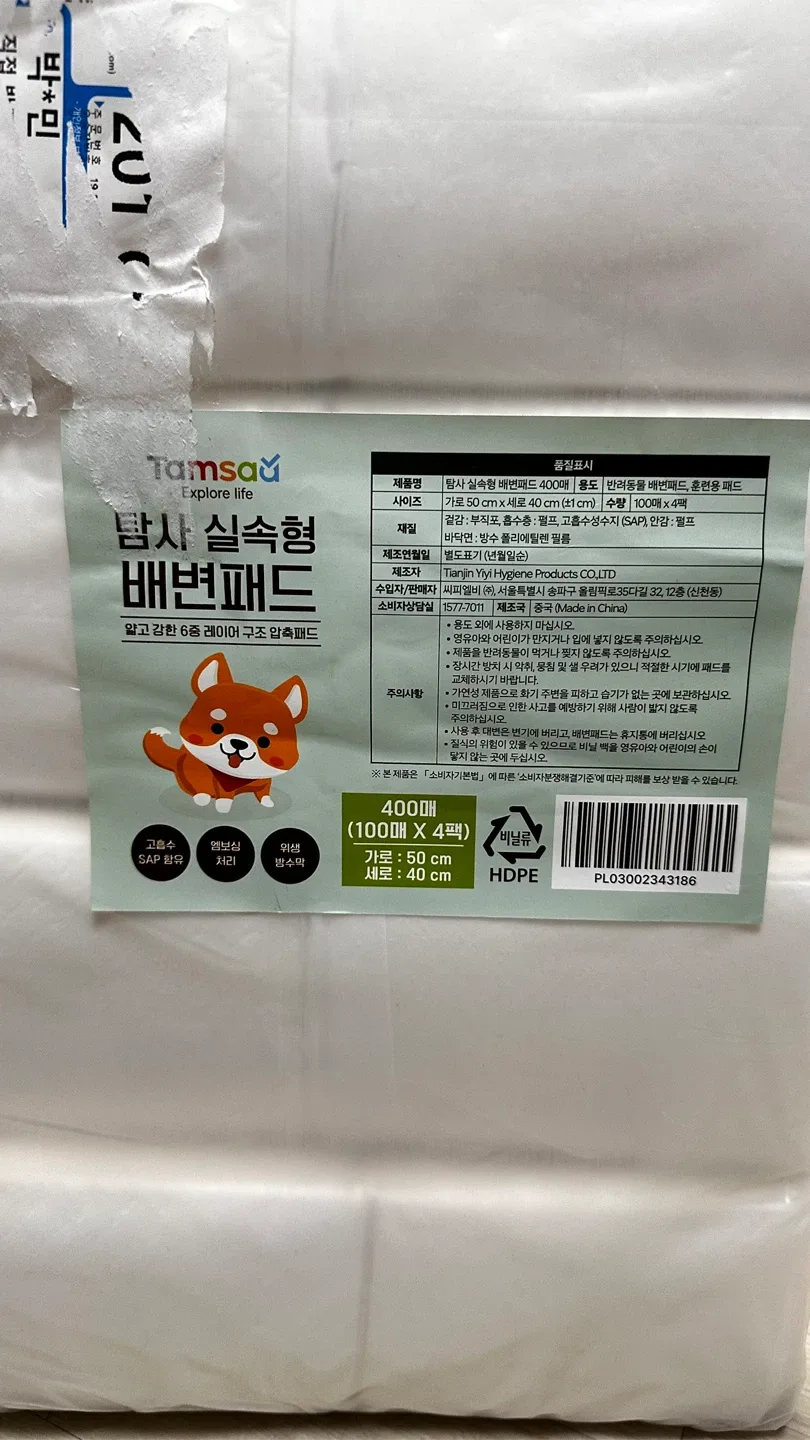 박*민
직접
주문번호
19
201
Tamsaa
Explore life
탐사 실속형
배변패드
얇고 강한 6중 레이어 구조 압축패드
고흡수
SAP 함유
엠보싱
처리
위생
방수막
품질표시
제품명 탐사 실속형 배변패드 400매 용도 반려동물 배변패드, 훈련용 패드
사이즈 가로 50 cm x 세로 40 cm (±1 cm) 수량 100매 x 4팩
재질 겉감 : 부직포, 흡수층 : 펄프, 고흡수성수지 (SAP), 안감 : 펄프
바닥면 : 방수 폴리에틸렌 필름
제조연월일 별도표기 (년월일순)
제조자 Tianjin Yiyi Hygiene Products CO.,LTD
수입자/판매자 씨피엘비 ㈜, 서울특별시 송파구 올림픽로35다길 32, 12층 (신천동)
소비자상담실 1577-7011 제조국 중국 (Made in China)
주의사항
• 용도 외에 사용하지 마십시오.
• 영유아와 어린이가 만지거나 입에 넣지 않도록 주의하십시오.
• 제품을 반려동물이 먹거나 찢지 않도록 주의하십시오.
• 장시간 방치 시 악취, 뭉침 및 샐 우려가 있으니 적절한 시기에 패드를
교체하시기 바랍니다.
• 가연성 제품으로 화기 주변을 피하고 습기가 없는 곳에 보관하십시오.
• 미끄러짐으로 인한 사고를 예방하기 위해 사람이 밟지 않도록
주의하십시오.
• 사용 후 대변은 변기에 버리고, 배변패드는 휴지통에 버리십시오
• 질식의 위험이 있을 수 있으므로 비닐 백을 영유아와 어린이의 손이
닿지 않는 곳에 두십시오.
※ 본 제품은 「소비자기본법」에 따른 '소비자분쟁해결기준'에 따라 피해를 보상 받을 수 있습니다.
400매
(100매 X 4팩)
가로 : 50 cm
세로 : 40 cm
비닐류
HDPE
PL03002343186